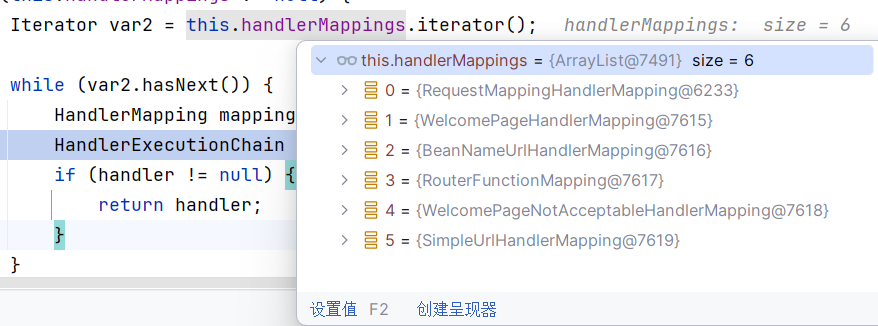 Iterator var2 = this.handlerMappings.iterator(); handlerMappings: size = 6
this.handlerMappings = {ArrayList@7491} size = 6
while (var2.hasNext()) {
0 = {RequestMappingHandlerMapping@6233}
HandlerMapping mapping
1 = {WelcomePageHandlerMapping@7615}
HandlerExecutionChain
2 = {BeanNameUrlHandlerMapping@7616}
if (handler != null) {
3 = {RouterFunctionMapping@7617}
return handler;
4 = {WelcomePageNotAcceptableHandlerMapping@7618}
}
5 = {SimpleUrlHandlerMapping@7619}
}
设置值 F2 创建呈现器